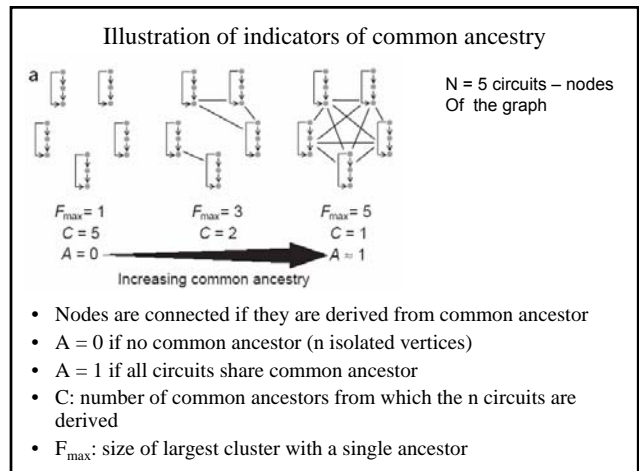 Illustration of indicators of common ancestry
a
N = 5 circuits – nodes
Of the graph
Fmax= 1 Fmax= 3 Fmax= 5
C = 5 C = 2 C = 1
A = 0 A ≈ 1
Increasing common ancestry
• Nodes are connected if they are derived from common ancestor
• A = 0 if no common ancestor (n isolated vertices)
• A = 1 if all circuits share common ancestor
• C: number of common ancestors from which the n circuits are
derived
• Fmax: size of largest cluster with a single ancestor